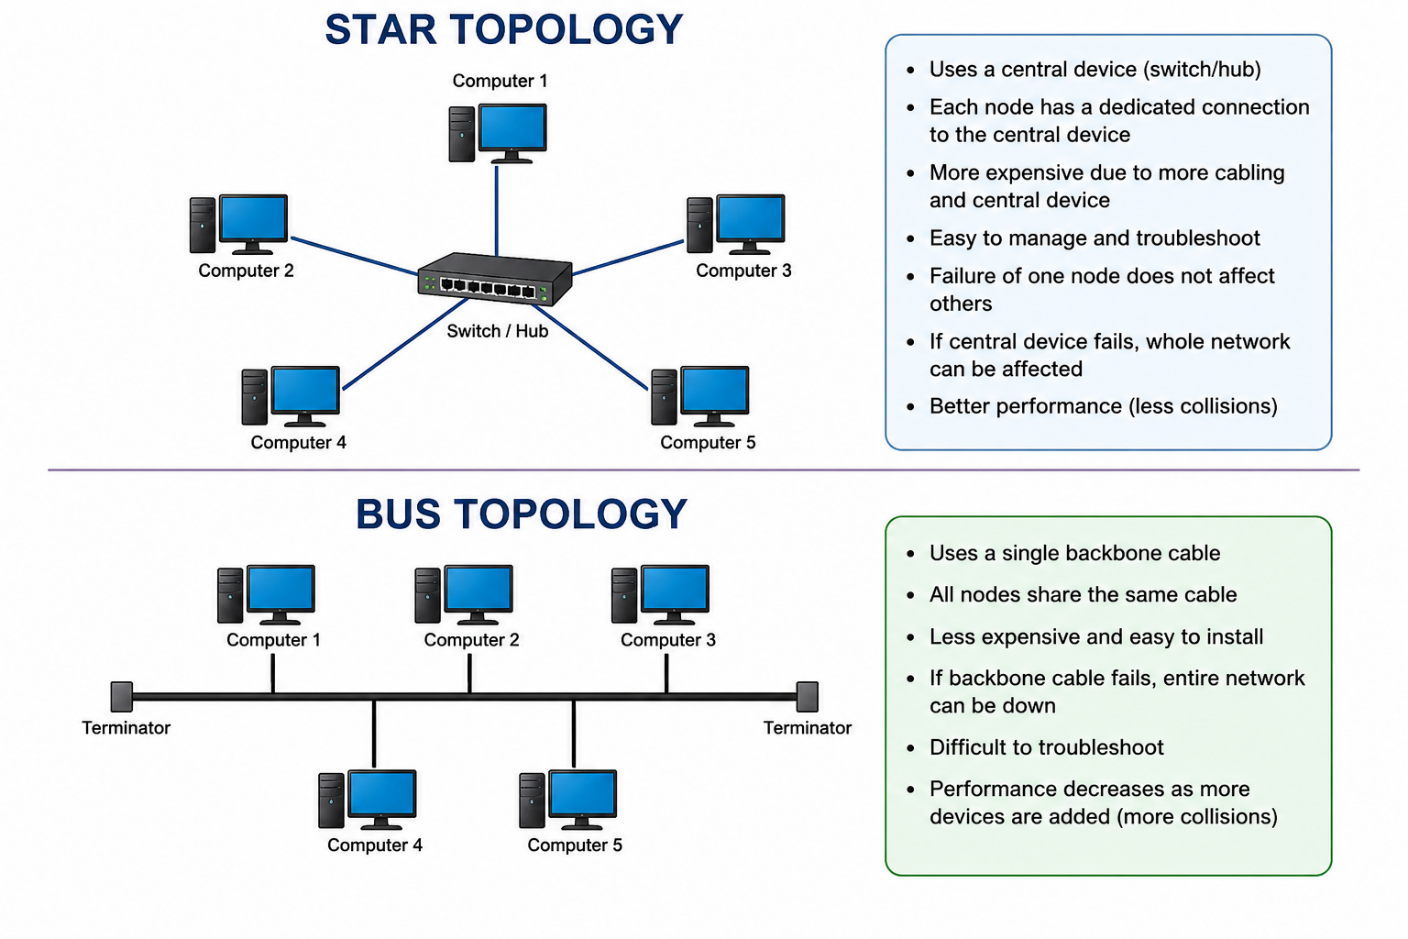 STAR TOPOLOGY
Computer 1
Computer 2
Computer 3
Switch / Hub
Computer 4
Computer 5
• Uses a central device (switch/hub)
• Each node has a dedicated connection
to the central device
• More expensive due to more cabling
and central device
• Easy to manage and troubleshoot
• Failure of one node does not affect
others
• If central device fails, whole network
can be affected
• Better performance (less collisions)
BUS TOPOLOGY
Computer 1
Computer 2
Computer 3
Terminator
Terminator
Computer 4
Computer 5
• Uses a single backbone cable
• All nodes share the same cable
• Less expensive and easy to install
• If backbone cable fails, entire network
can be down
• Difficult to troubleshoot
• Performance decreases as more
devices are added (more collisions)